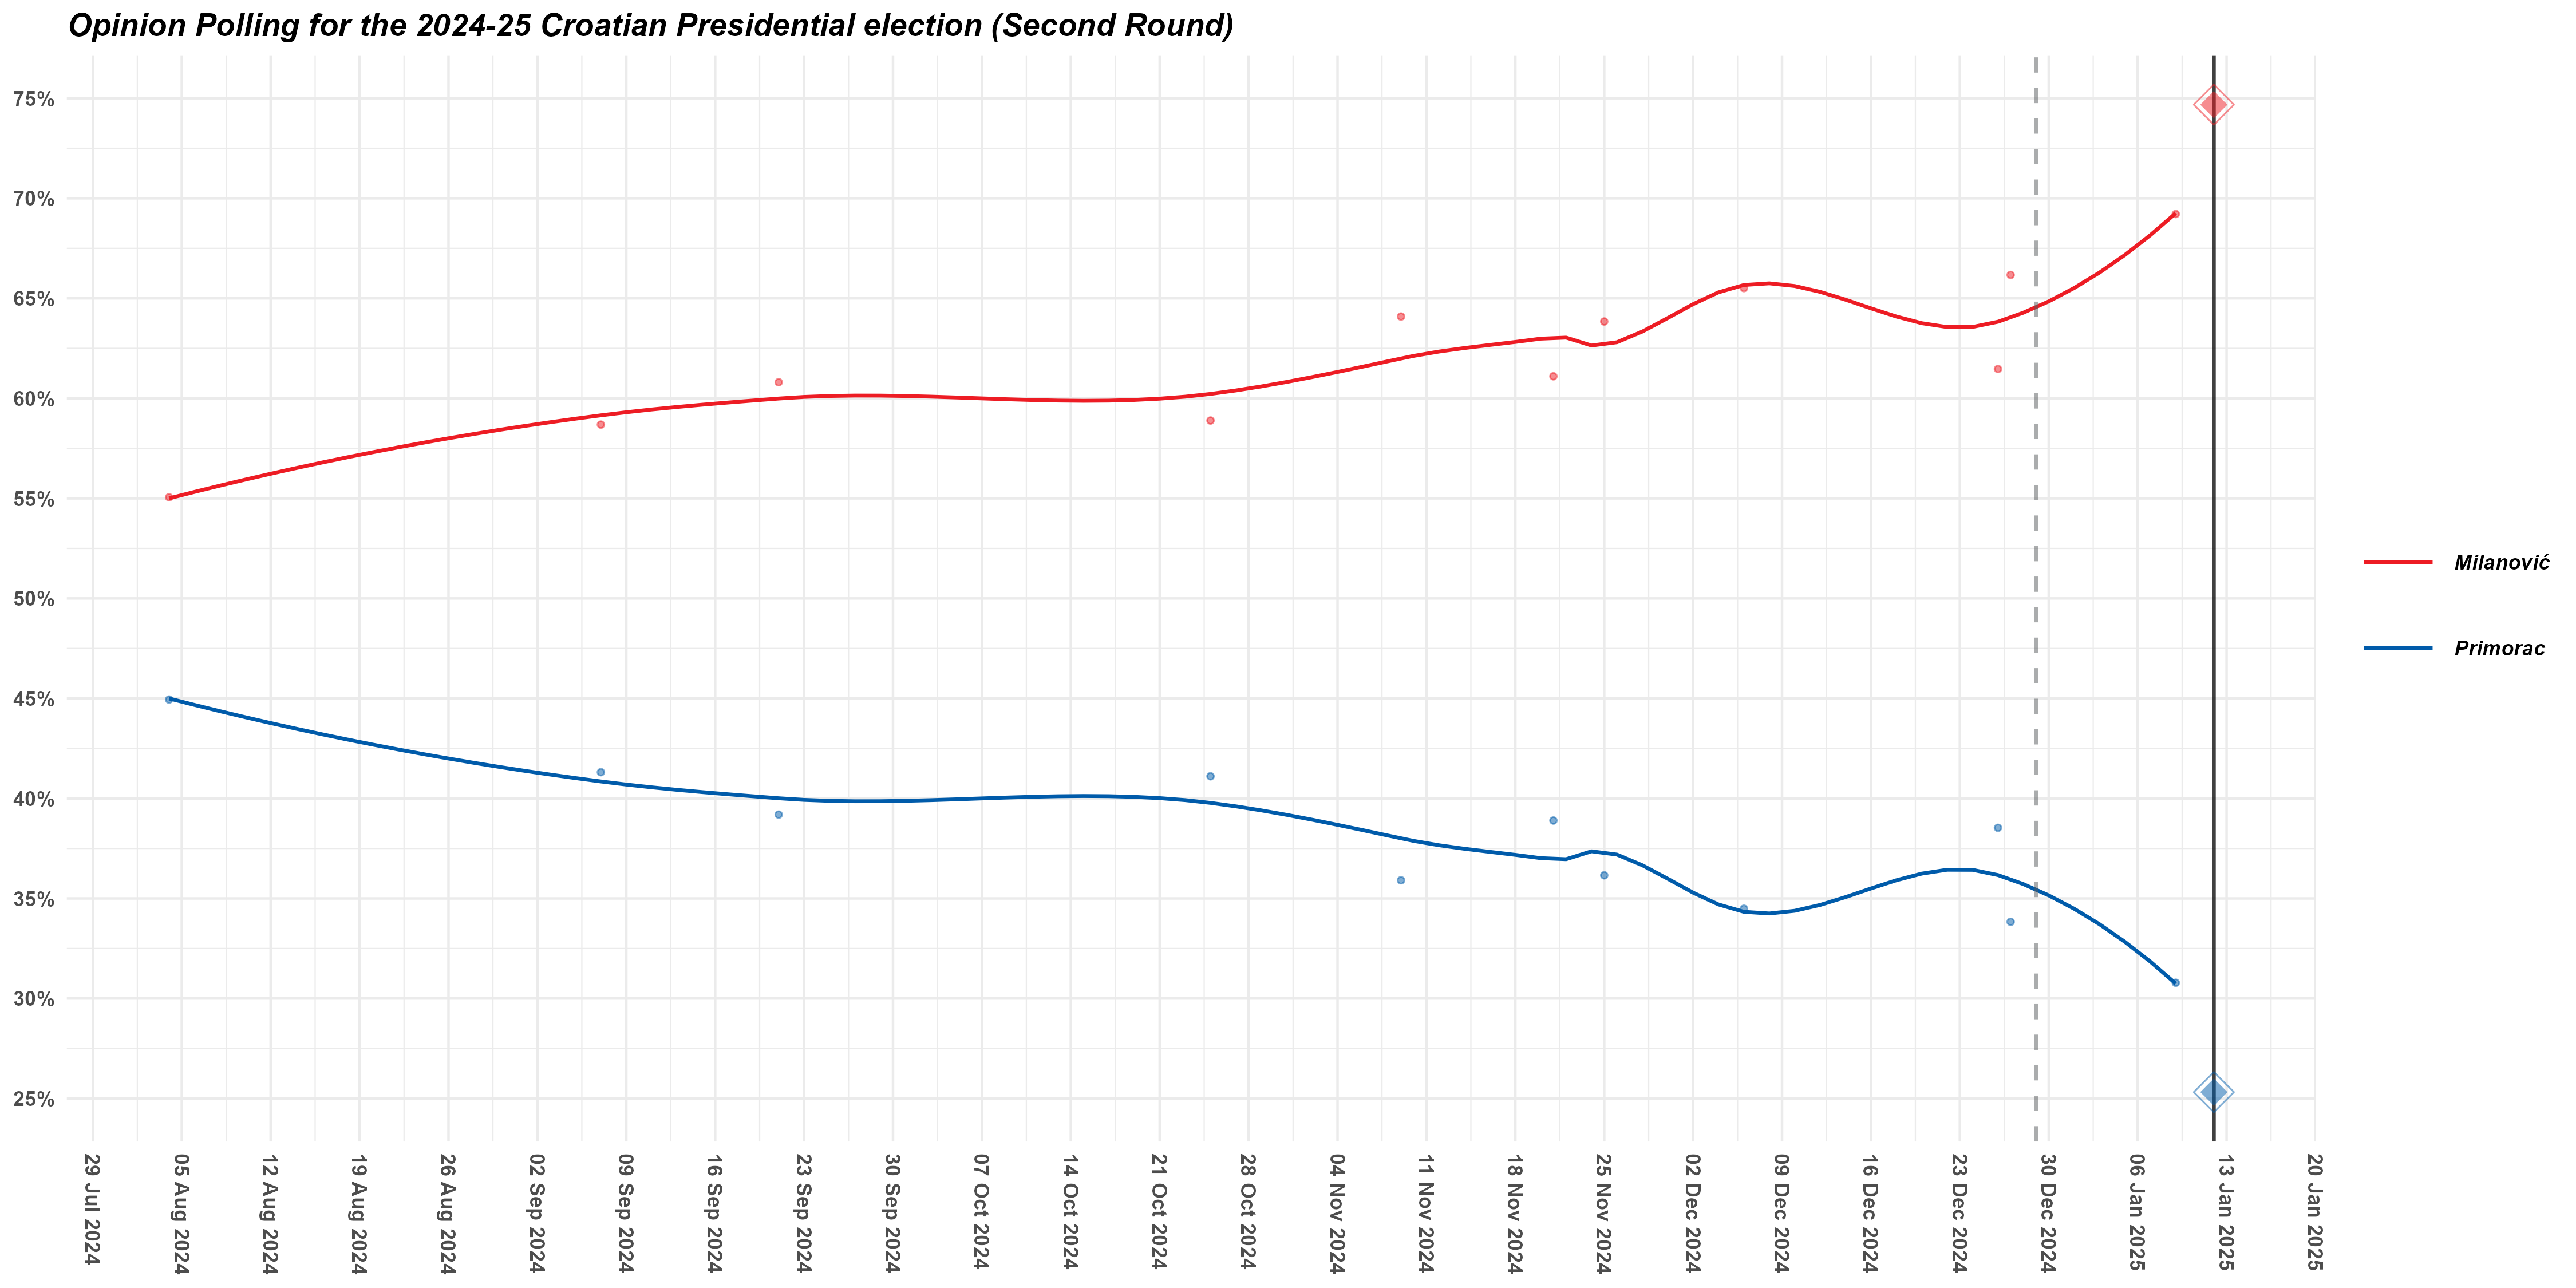 Opinion Polling for the 2024-25 Croatian Presidential election (Second Round)
75%
70%
65%
60%
55%
50%
45%
40%
35%
30%
25%
29 Jul 2024
05 Aug 2024
12 Aug 2024
19 Aug 2024
26 Aug 2024
02 Sep 2024
09 Sep 2024
16 Sep 2024
23 Sep 2024
30 Sep 2024
07 Oct 2024
14 Oct 2024
21 Oct 2024
28 Oct 2024
04 Nov 2024
11 Nov 2024
18 Nov 2024
25 Nov 2024
02 Dec 2024
09 Dec 2024
16 Dec 2024
23 Dec 2024
30 Dec 2024
06 Jan 2025
13 Jan 2025
20 Jan 2025
Milanović
Primorac